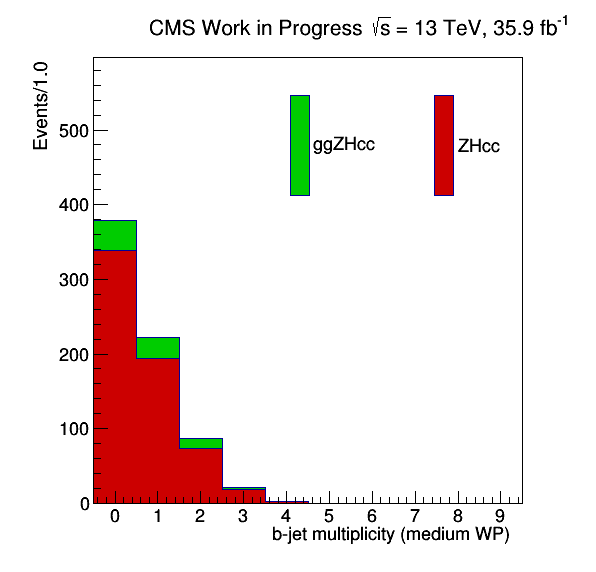 CMS Work in Progress √s = 13 TeV, 35.9 fb⁻¹
Events/1.0
500
400
300
200
100
0
ggZHcc
ZHcc
0 1 2 3 4 5 6 7 8 9
b-jet multiplicity (medium WP)